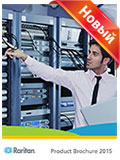 Новый
Raritan.
Product Brochure 2015